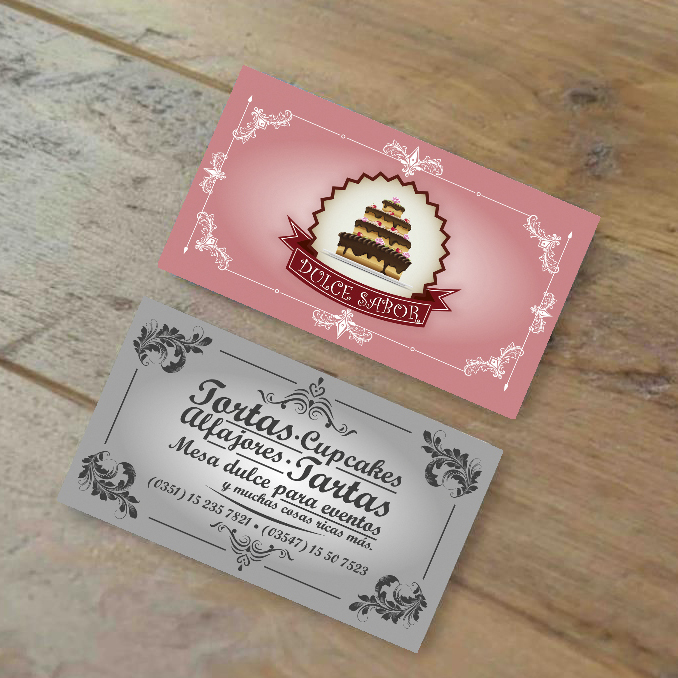 DULCE SABOR
Tortas · Cupcakes
Alfajores · Tartas
Mesa dulce para eventos
y muchas cosas ricas más.
(0351) 15 235 7821 • (03547) 15 50 7523